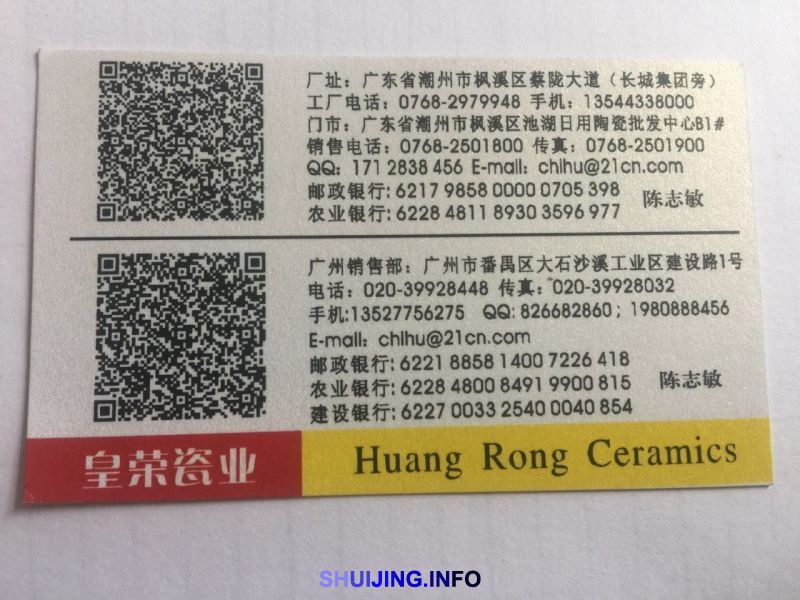 厂址：广东省潮州市枫溪区蔡陇大道（长城集团旁）
工厂电话：0768-2979948 手机：13544338000
门市：广东省潮州市枫溪区池湖日用陶瓷批发中心B1#
销售电话：0768-2501800 传真：0768-2501900
QQ：171 2838 456 E-mail：chihu@21cn.com
邮政银行：6217 9858 0000 0705 398
农业银行：6228 4811 8930 3596 977
陈志敏
广州销售部：广州市番禺区大石沙溪工业区建设路1号
电话：020-39928448 传真：020-39928032
手机:13527756275 QQ: 826682860；1980888456
E-mail：chihu@21cn.com
邮政银行：6221 8858 1400 7226 418
农业银行：6228 4800 8491 9900 815
陈志敏
建设银行：6227 0033 2540 0040 854
皇荣瓷业 Huang Rong Ceramics
SHUIJING.INFO